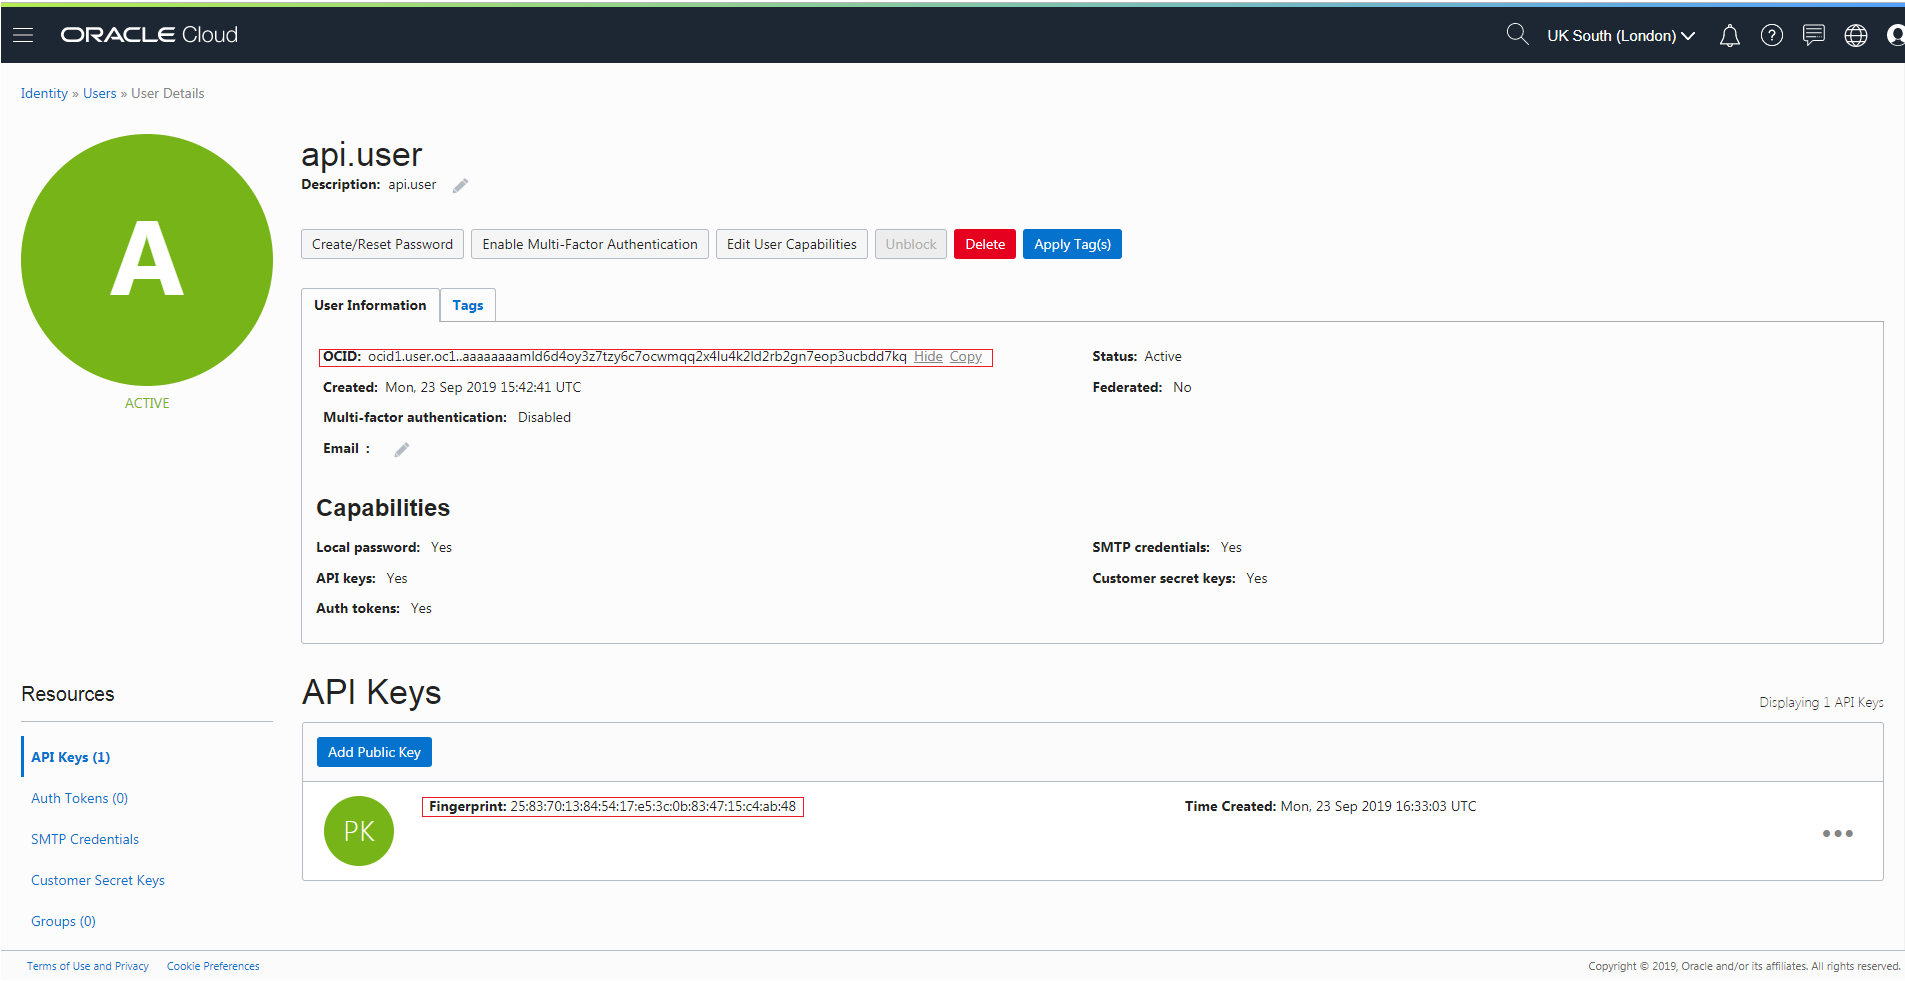 ORACLE Cloud
UK South (London)
Identity » Users » User Details
A
ACTIVE
api.user
Description: api.user
Create/Reset Password Enable Multi-Factor Authentication Edit User Capabilities Unblock Delete Apply Tag(s)
User Information Tags
OCID: ocid1.user.oc1..aaaaaaaamld6d4oy3z7tzy6c7ocwmqq2x4lu4k2ld2rb2gn7eop3ucbdd7kq Hide Copy
Status: Active
Created: Mon, 23 Sep 2019 15:42:41 UTC
Federated: No
Multi-factor authentication: Disabled
Email :
Capabilities
Local password: Yes
SMTP credentials: Yes
API keys: Yes
Customer secret keys: Yes
Auth tokens: Yes
Resources
API Keys (1)
Auth Tokens (0)
SMTP Credentials
Customer Secret Keys
Groups (0)
API Keys
Displaying 1 API Keys
Add Public Key
PK
Fingerprint: 25:83:70:13:84:54:17:e5:3c:0b:83:47:15:c4:ab:48
Time Created: Mon, 23 Sep 2019 16:33:03 UTC
Terms of Use and Privacy Cookie Preferences
Copyright © 2019, Oracle and/or its affiliates. All rights reserved.